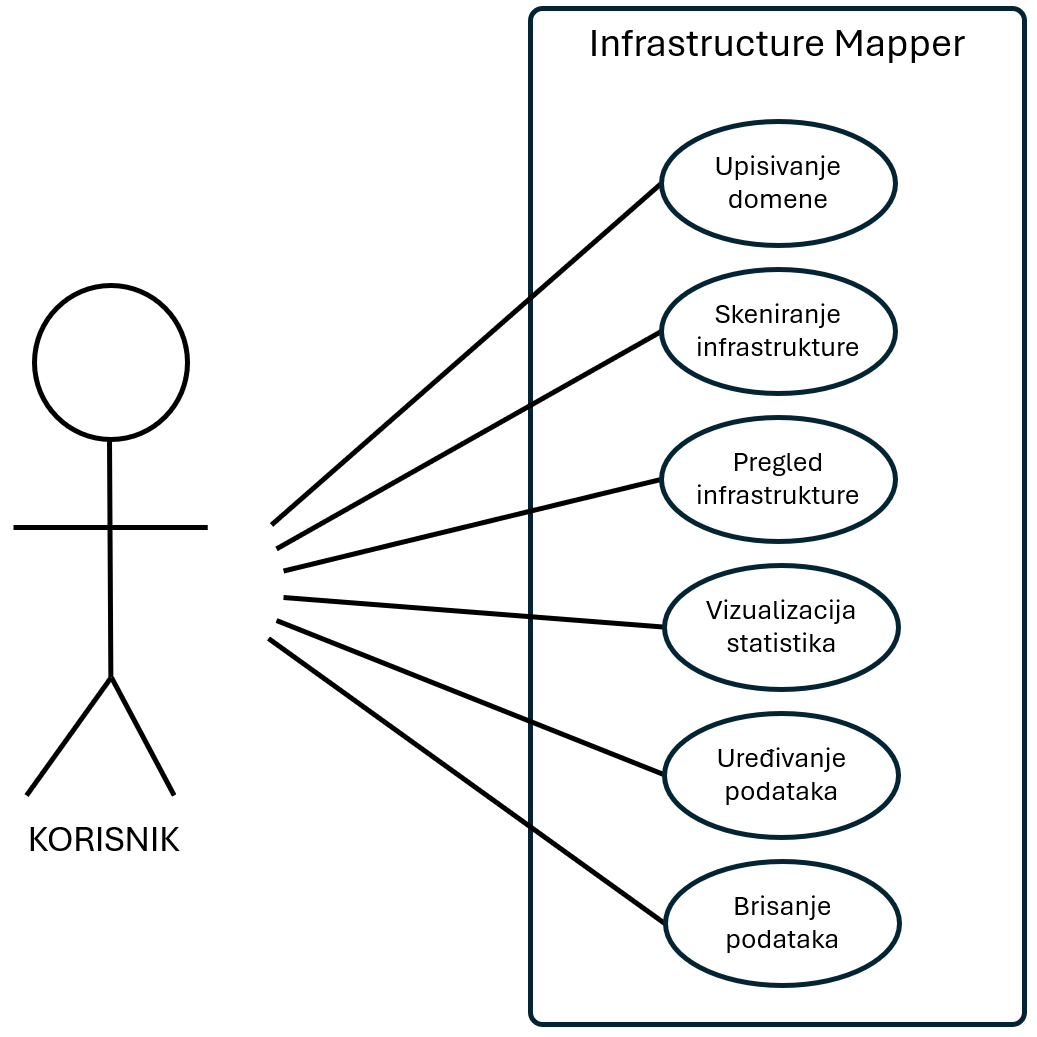 Infrastructure Mapper
Upisivanje
domene
Skeniranje
infrastrukture
Pregled
infrastrukture
Vizualizacija
statistika
Uređivanje
podataka
Brisanje
podataka
KORISNIK